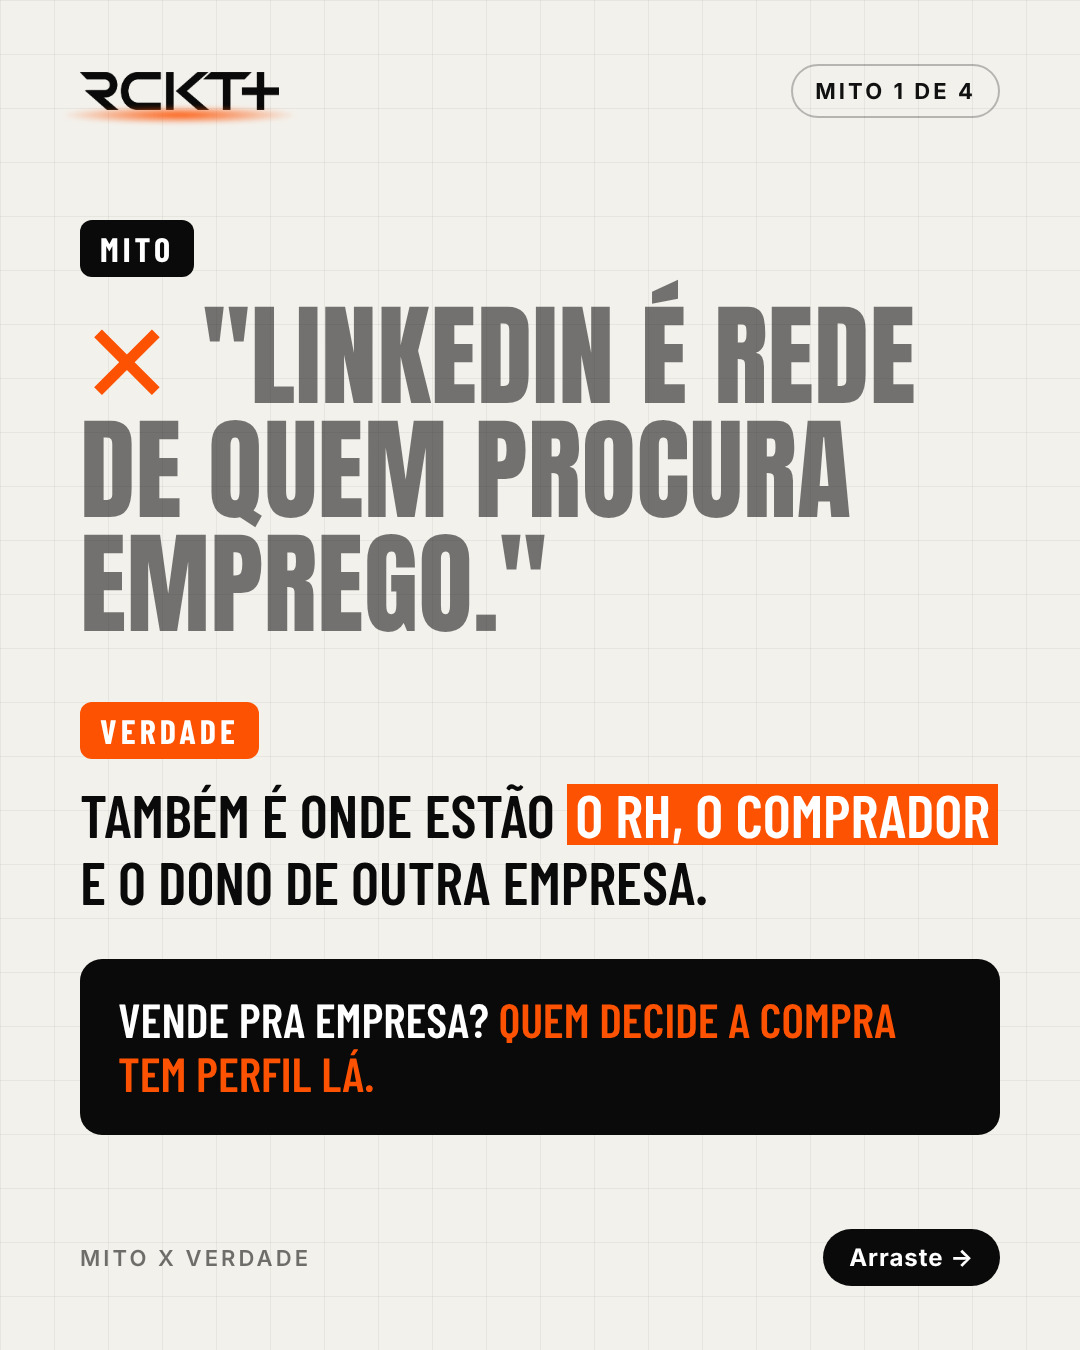 RCKT+
MITO 1 DE 4
MITO
✕ "LINKEDIN É REDE
DE QUEM PROCURA
EMPREGO."
VERDADE
TAMBÉM É ONDE ESTÃO O RH, O COMPRADOR
E O DONO DE OUTRA EMPRESA.
VENDE PRA EMPRESA? QUEM DECIDE A COMPRA
TEM PERFIL LÁ.
MITO X VERDADE
Arraste →